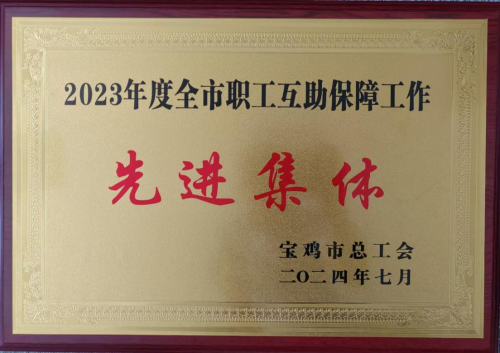 2023年度全市职工互助保障工作
先进集体
宝鸡市总工会
二〇二四年七月